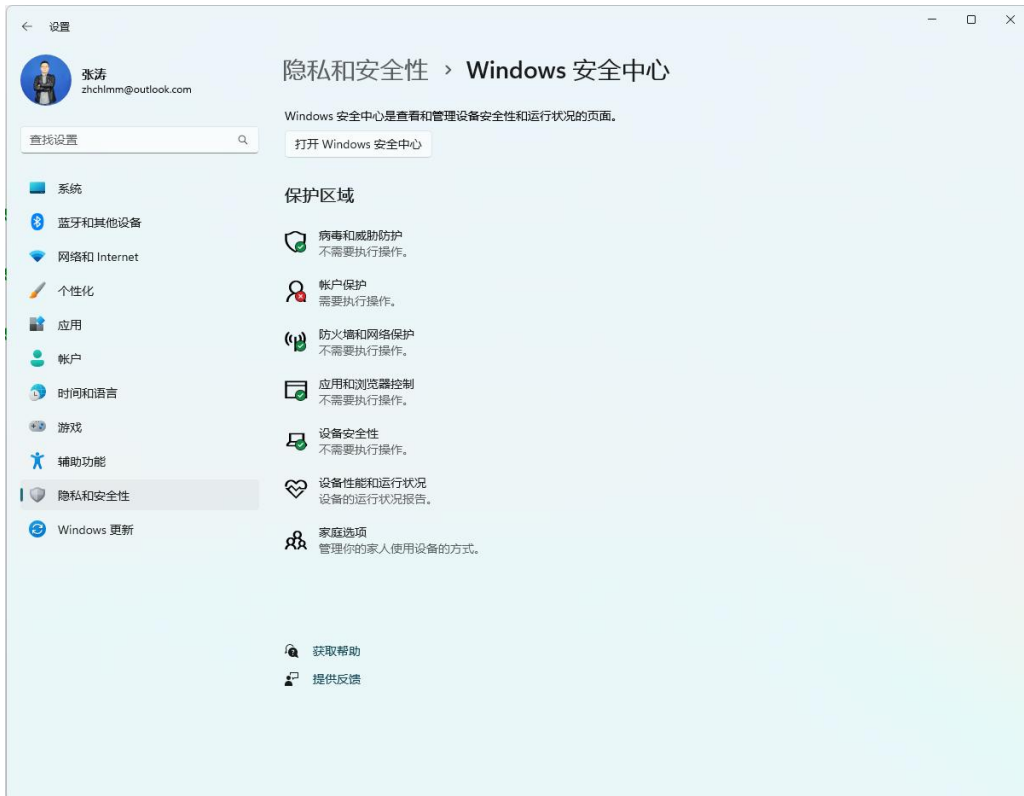 设置
张涛
zhchlmm@outlook.com
查找设置
系统
蓝牙和其他设备
网络和 Internet
个性化
应用
帐户
时间和语言
游戏
辅助功能
隐私和安全性
Windows 更新
隐私和安全性 › Windows 安全中心
Windows 安全中心是查看和管理设备安全性和运行状况的页面。
打开 Windows 安全中心
保护区域
病毒和威胁防护
不需要执行操作。
帐户保护
需要执行操作。
防火墙和网络保护
不需要执行操作。
应用和浏览器控制
不需要执行操作。
设备安全性
不需要执行操作。
设备性能和运行状况
设备的运行状况报告。
家庭选项
管理你的家人使用设备的方式。
获取帮助
提供反馈